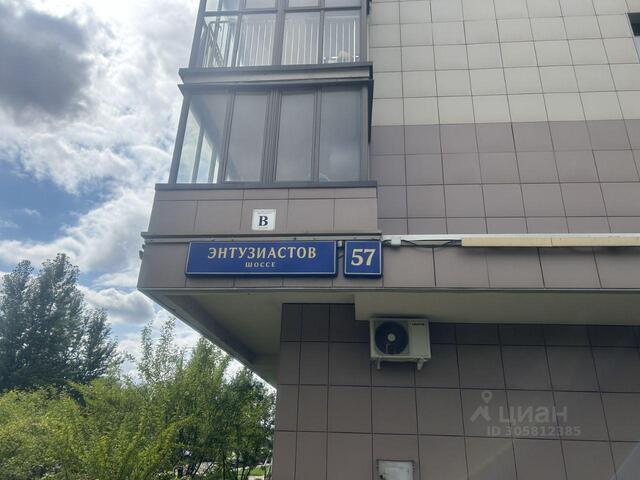 В
ЭНТУЗИАСТОВ
ШОССЕ
57
циан
ID 305812385